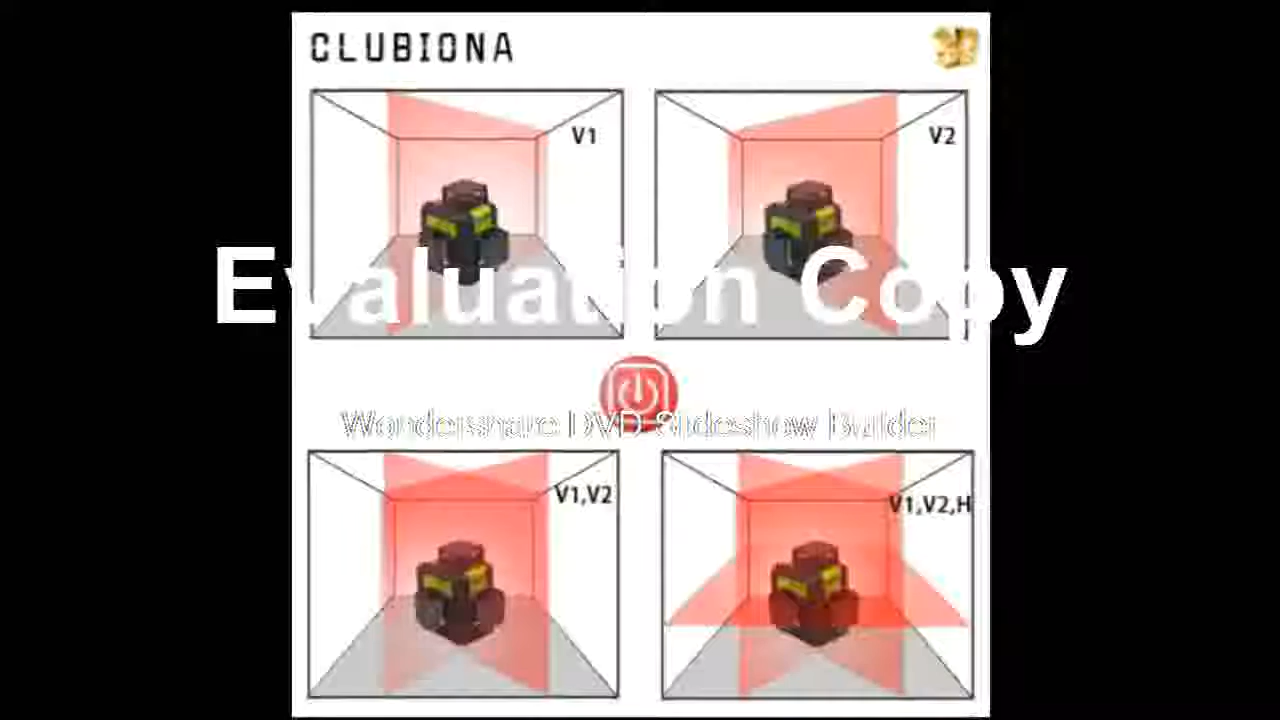 CLUBIONA
V1
V2
Evaluation Copy
Wondershare DVD Slideshow Builder
V1,V2
V1,V2,H